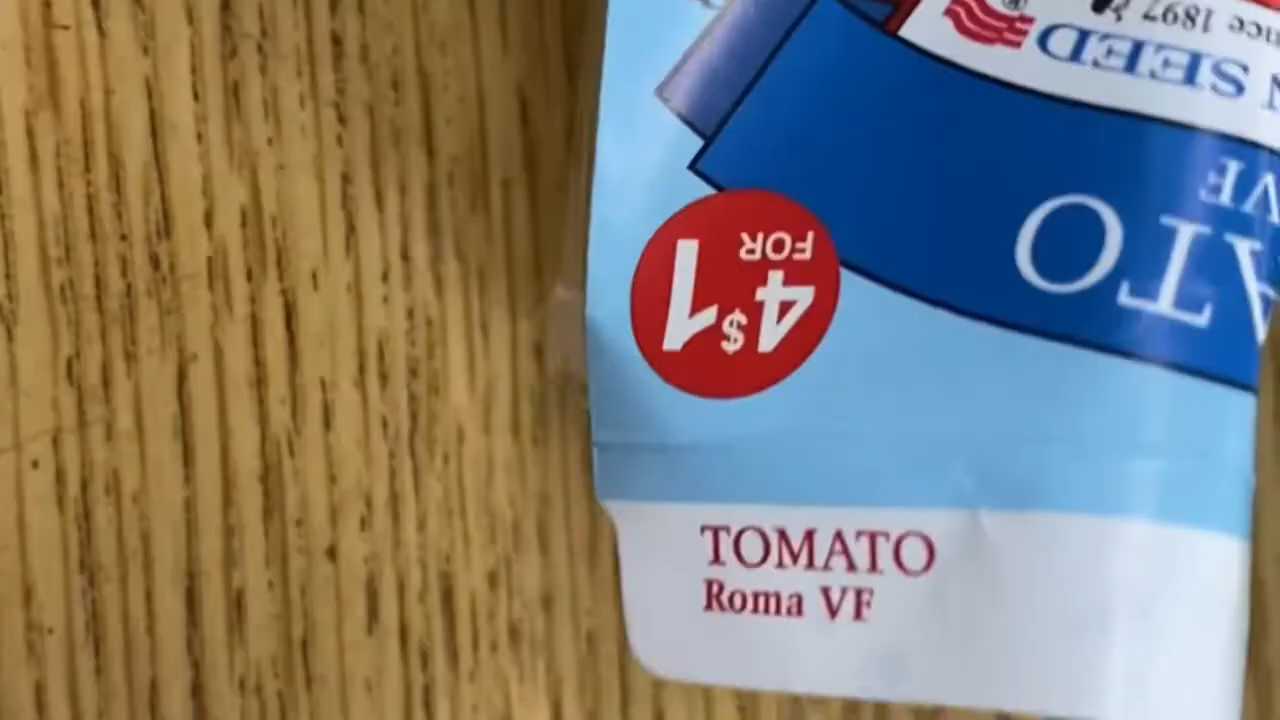 TOMATO
Roma VF
4 $1
FOR
ATO
VF
N SEED
nce 1897